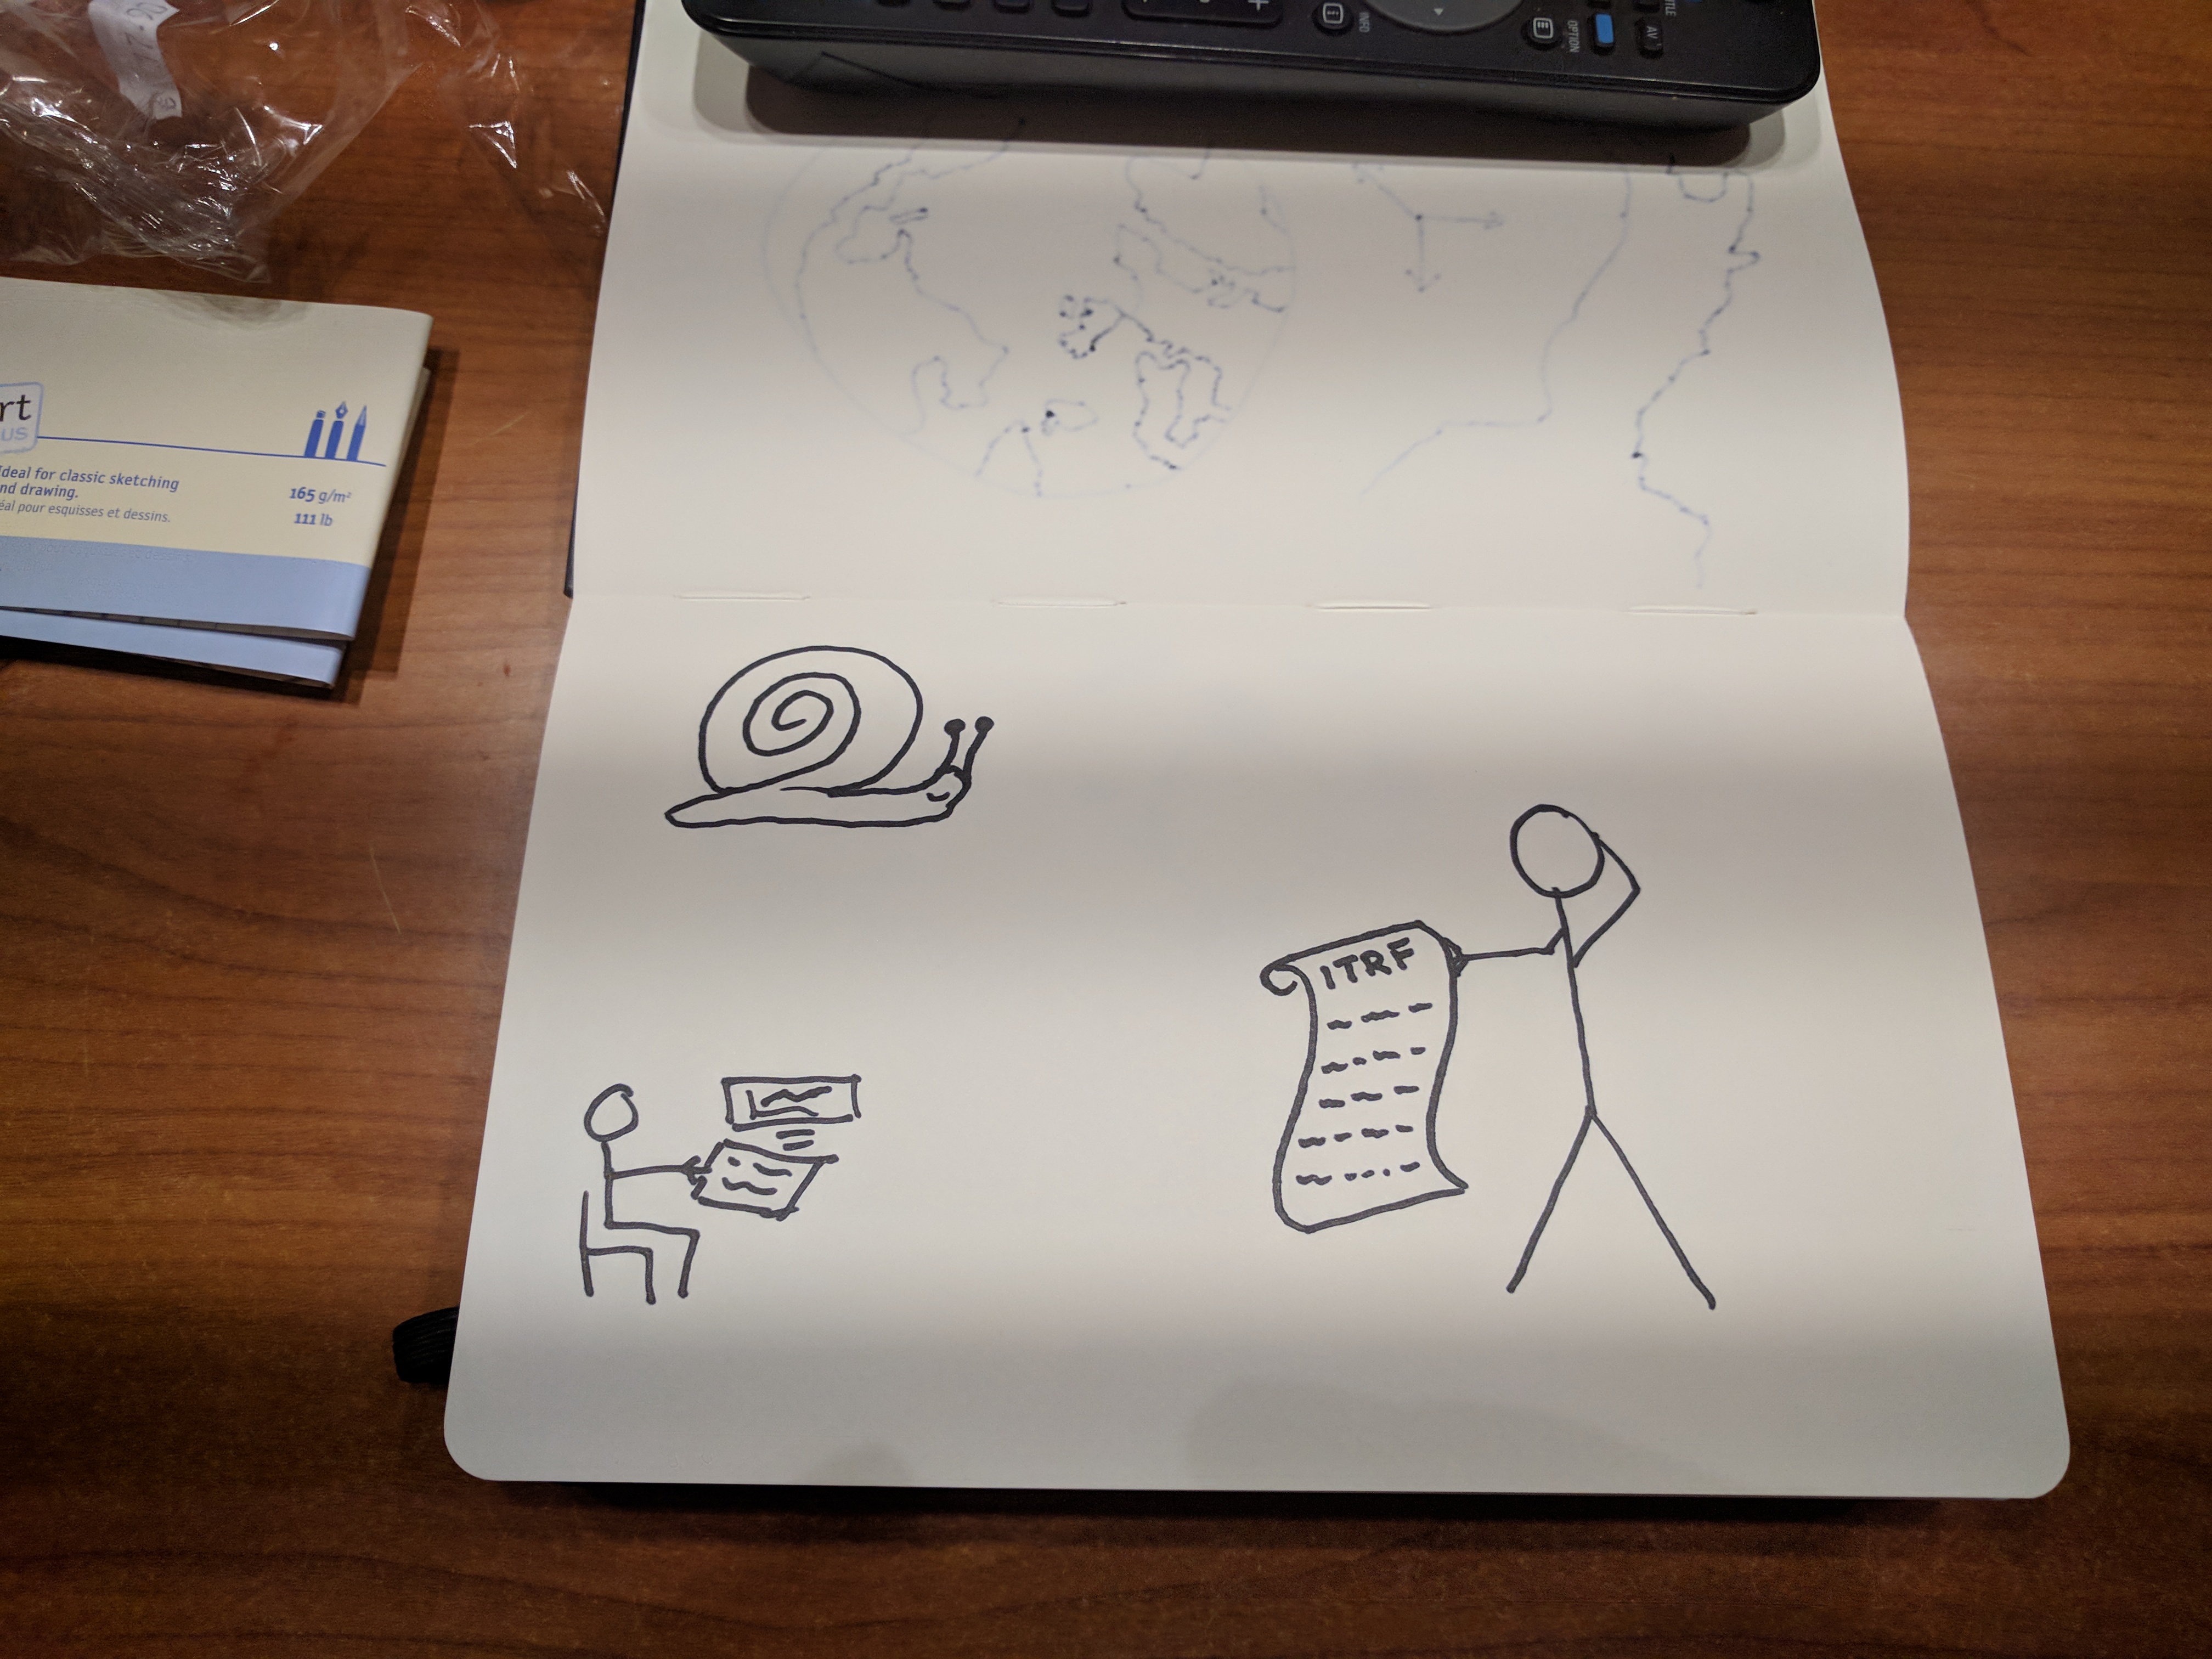 INFO
OPTION
AV
rt
US
Ideal for classic sketching
nd drawing.
éal pour esquisses et dessins.
165 g/m²
111 lb
ITRF